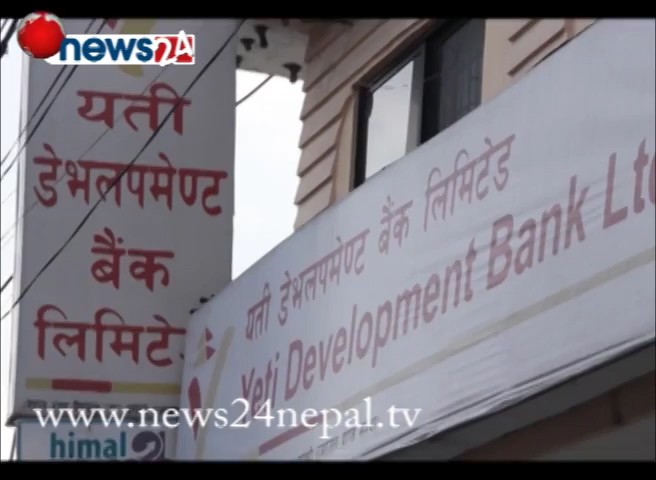 news24
यती
डेभलपमेण्ट
बैंक
लिमिटेड
यती डेभलपमेण्ट बैंक लिमिटेड
Yeti Development Bank Ltd
www.news24nepal.tv
himal